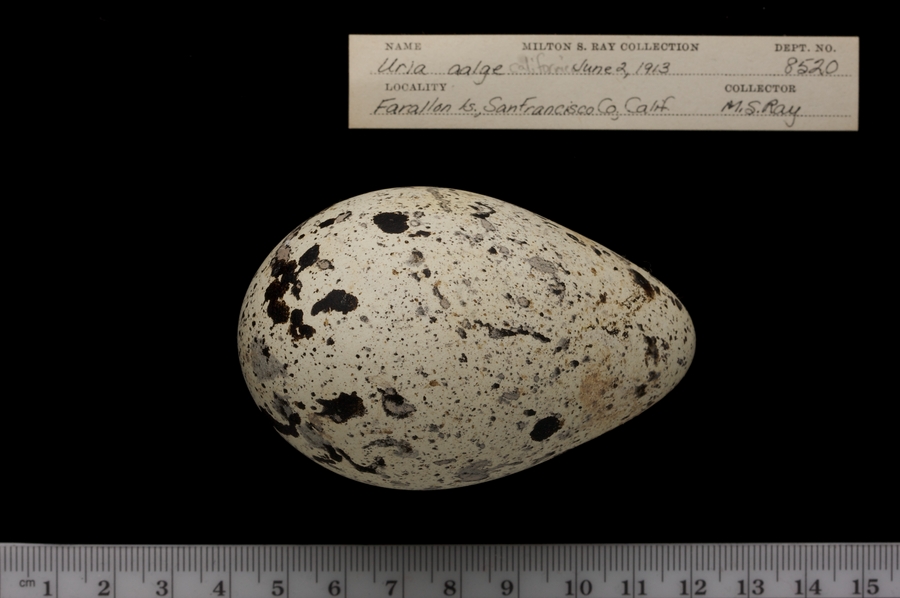 NAME MILTON S. RAY COLLECTION DEPT. NO.
Uria aalge June 2, 1913 8520
LOCALITY COLLECTOR
Farallon Is, San Francisco Co, Calif M.S. Ray
cm 1 2 3 4 5 6 7 8 9 10 11 12 13 14 15